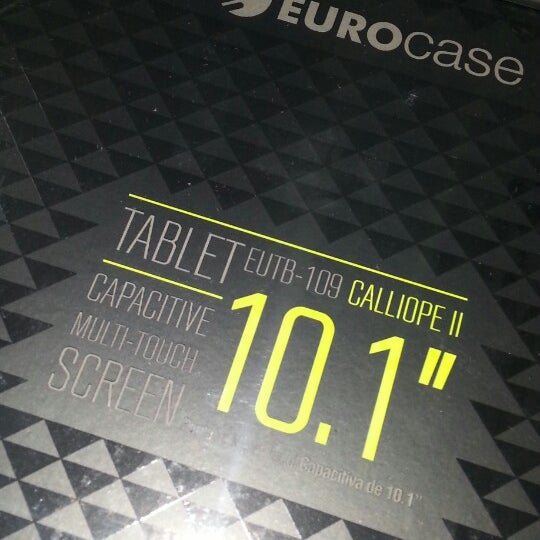 EUROcase
TABLET EUTB-109 CALLIOPE II
CAPACITIVE
MULTI-TOUCH
SCREEN
10.1"
Capacitiva de 10.1"